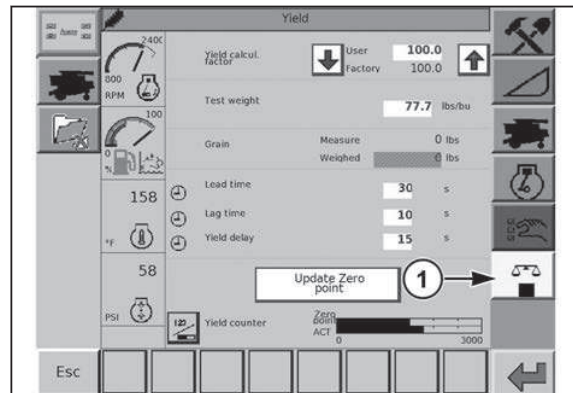 Yield
home
2400
800
RPM
Yield calcul.
factor
User 100.0
Factory 100.0
Test weight 77.7 lbs/bu
100
0
%
Grain Measure 0 lbs
Weighed 0 lbs
158
°F
Lead time 30 s
Lag time 10 s
Yield delay 15 s
58
PSI
Update Zero
point
1
123
Yield counter
Zero
point
ACT
0 3000
Esc